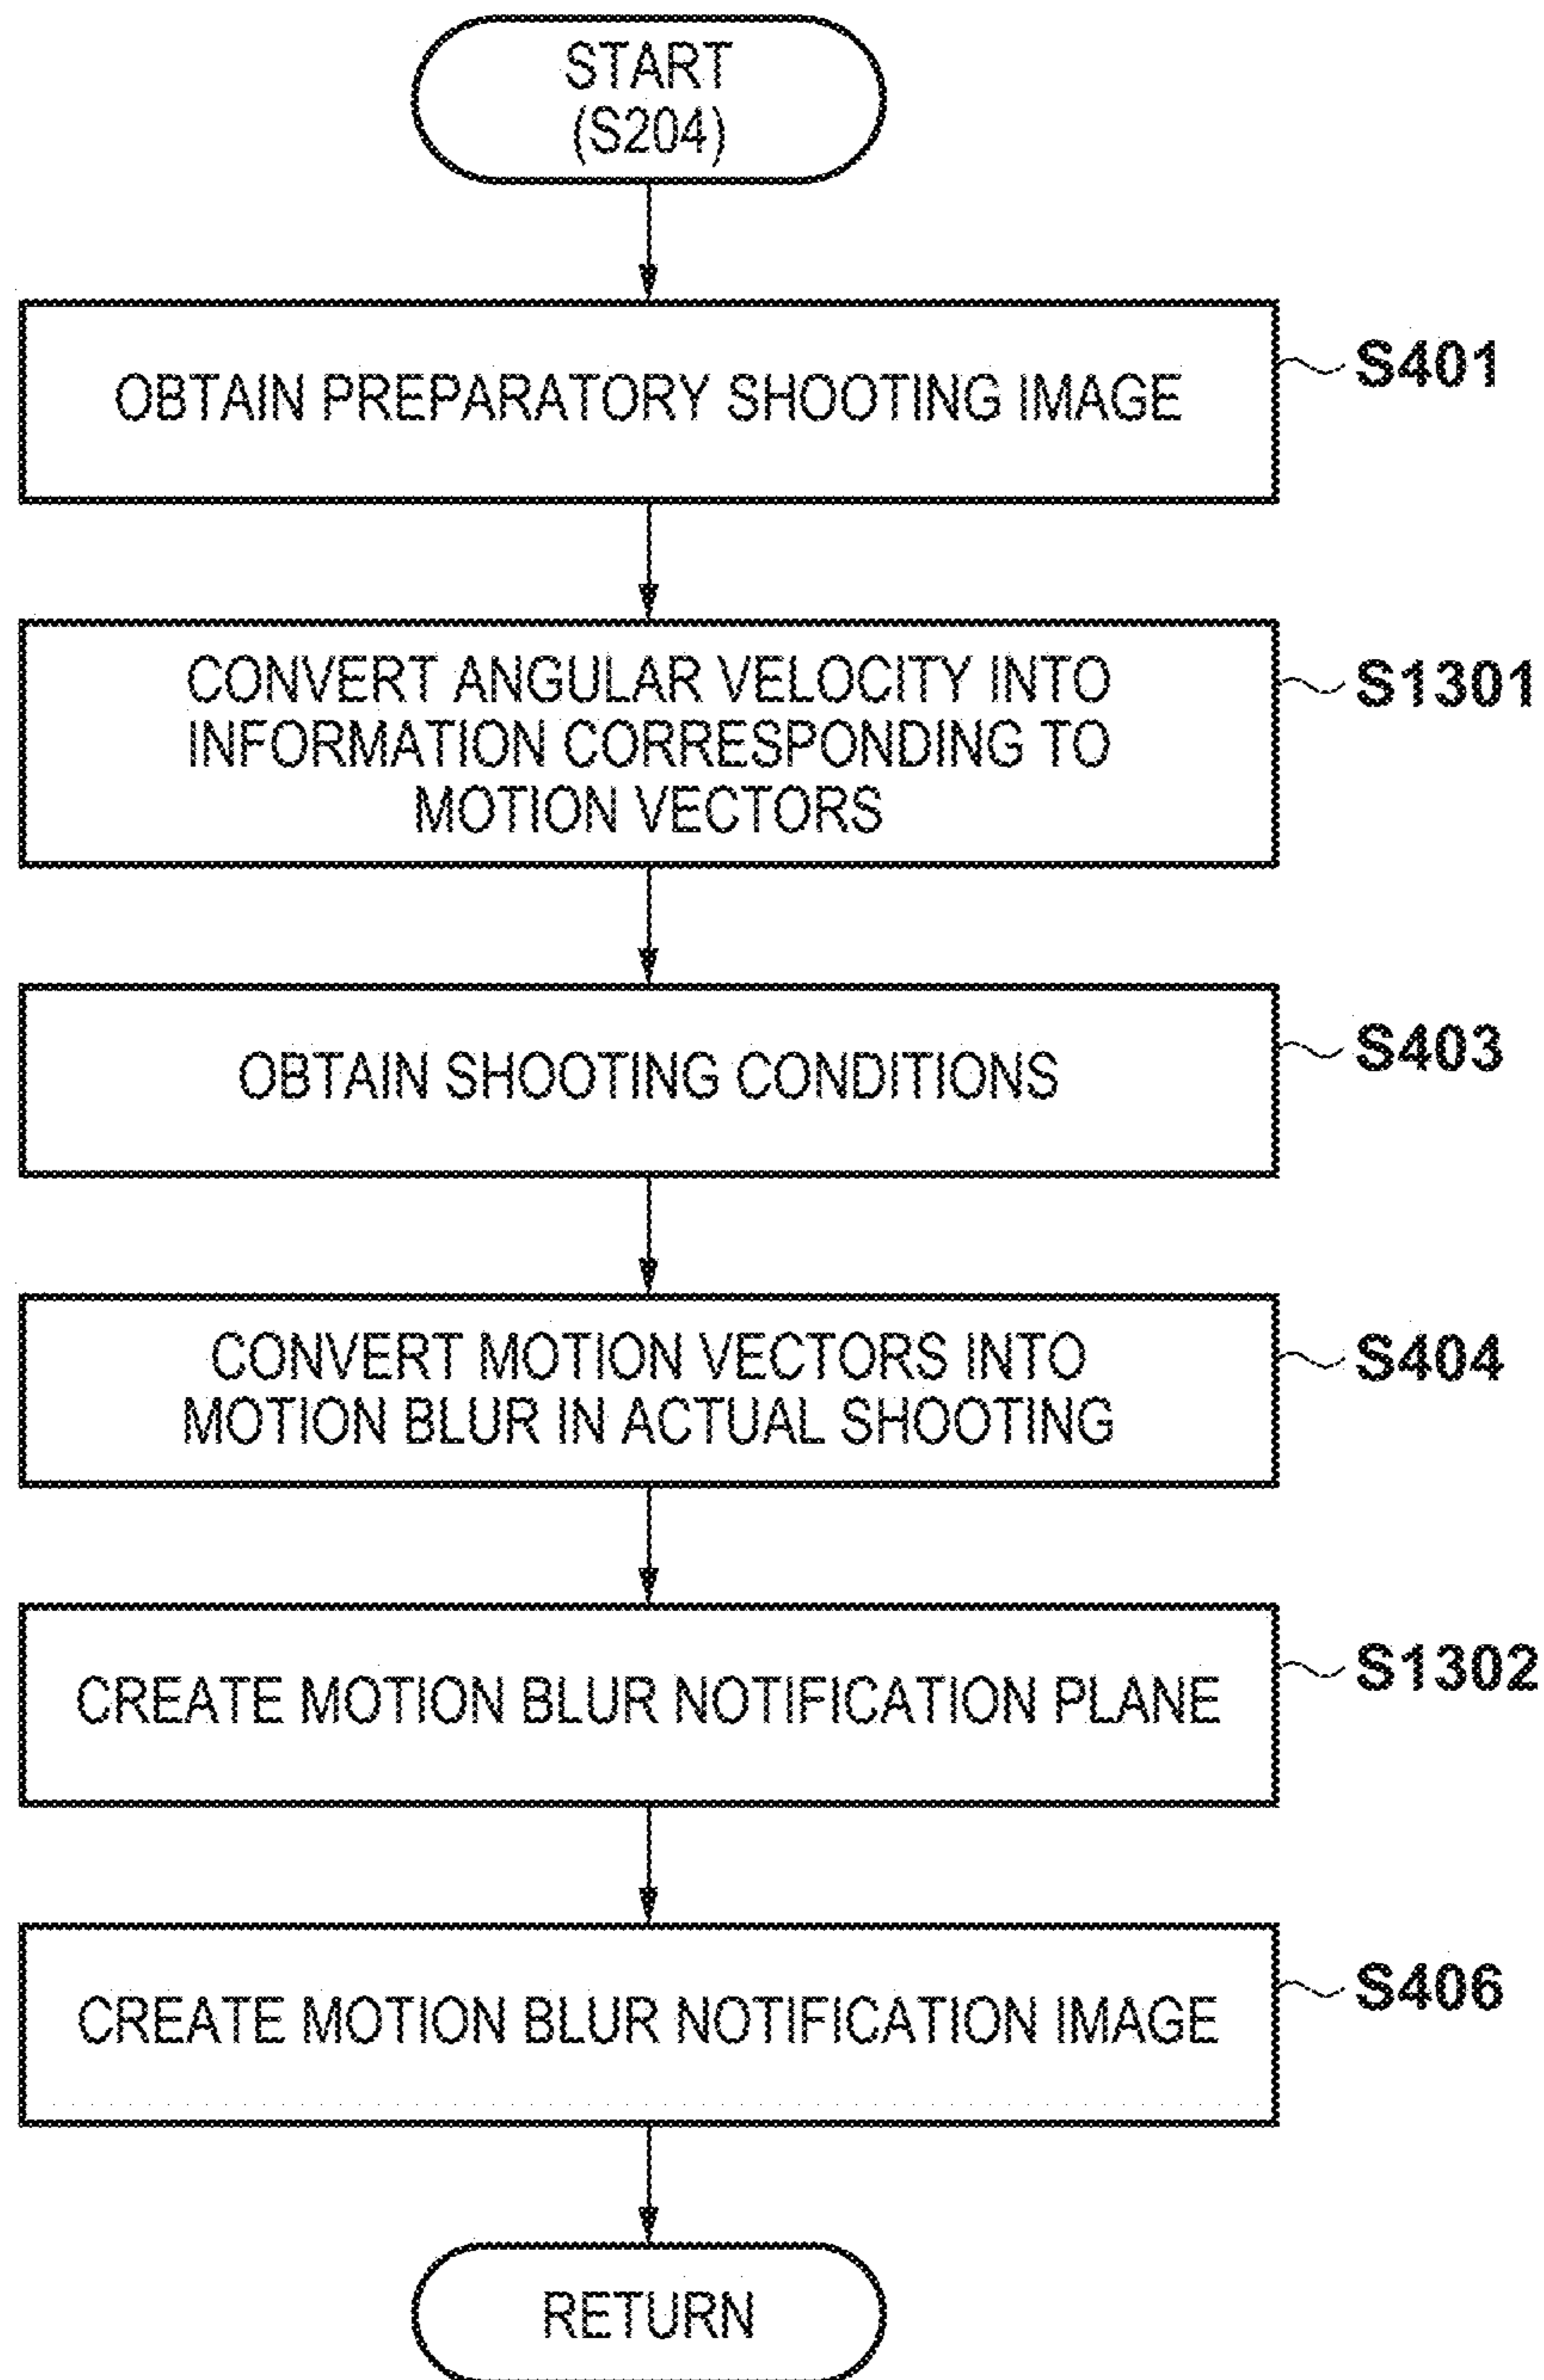 START
(S204)
OBTAIN PREPARATORY SHOOTING IMAGE
S401
CONVERT ANGULAR VELOCITY INTO
INFORMATION CORRESPONDING TO
MOTION VECTORS
S1301
OBTAIN SHOOTING CONDITIONS
S403
CONVERT MOTION VECTORS INTO
MOTION BLUR IN ACTUAL SHOOTING
S404
CREATE MOTION BLUR NOTIFICATION PLANE
S1302
CREATE MOTION BLUR NOTIFICATION IMAGE
S406
RETURN